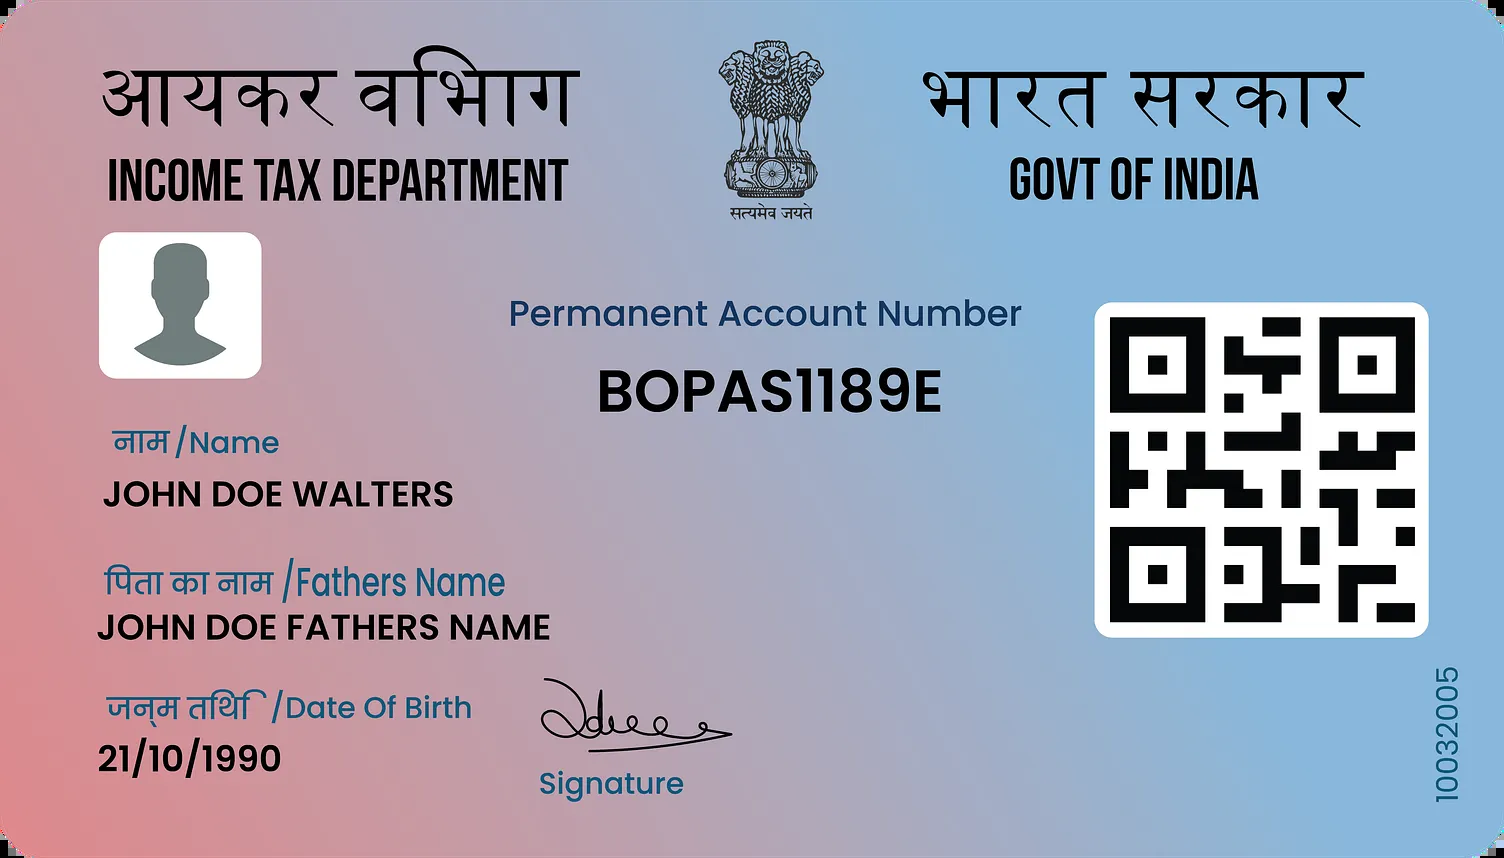 आयकर वभिाग
भारत सरकार
INCOME TAX DEPARTMENT
GOVT OF INDIA
सत्यमेव जयते
Permanent Account Number
BOPAS1189E
नाम /Name
JOHN DOE WALTERS
पिता का नाम /Fathers Name
JOHN DOE FATHERS NAME
जन्म तथिि /Date Of Birth
21/10/1990
Signature
10032005